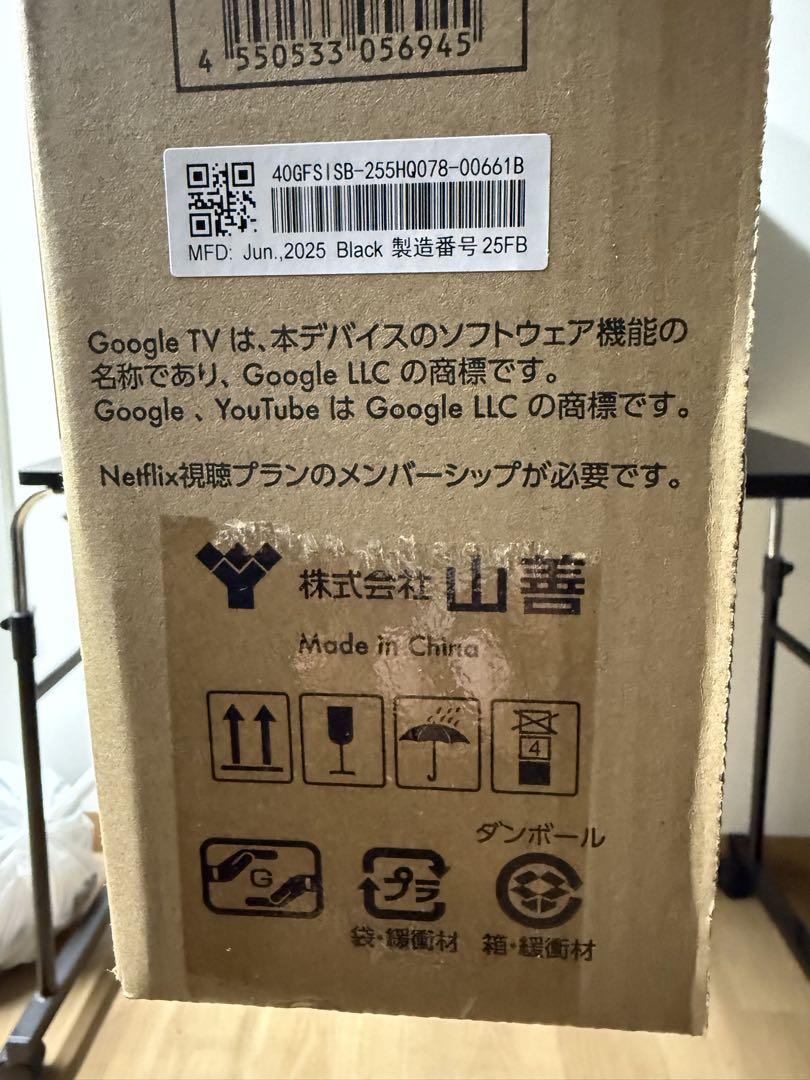 4 550533 056945
40GFSISB-255HQ078-00661B
MFD: Jun.,2025 Black 製造番号 25FB
Google TV は、本デバイスのソフトウェア機能の
名称であり、Google LLC の商標です。
Google 、YouTube は Google LLC の商標です。
Netflix視聴プランのメンバーシップが必要です。
株式会社 山善
Made in China
4
ダンボール
G
プラ
袋・緩衝材
箱・緩衝材